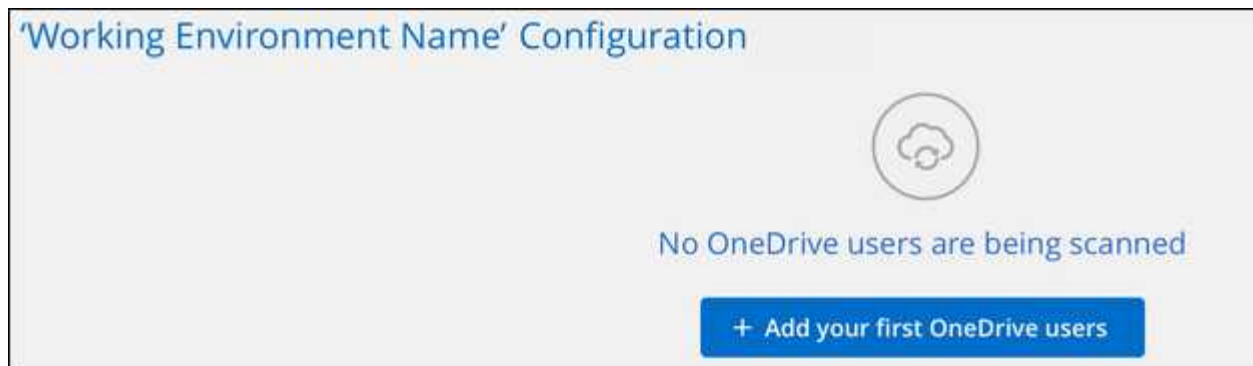 ‘Working Environment Name’ Configuration
No OneDrive users are being scanned
+ Add your first OneDrive users